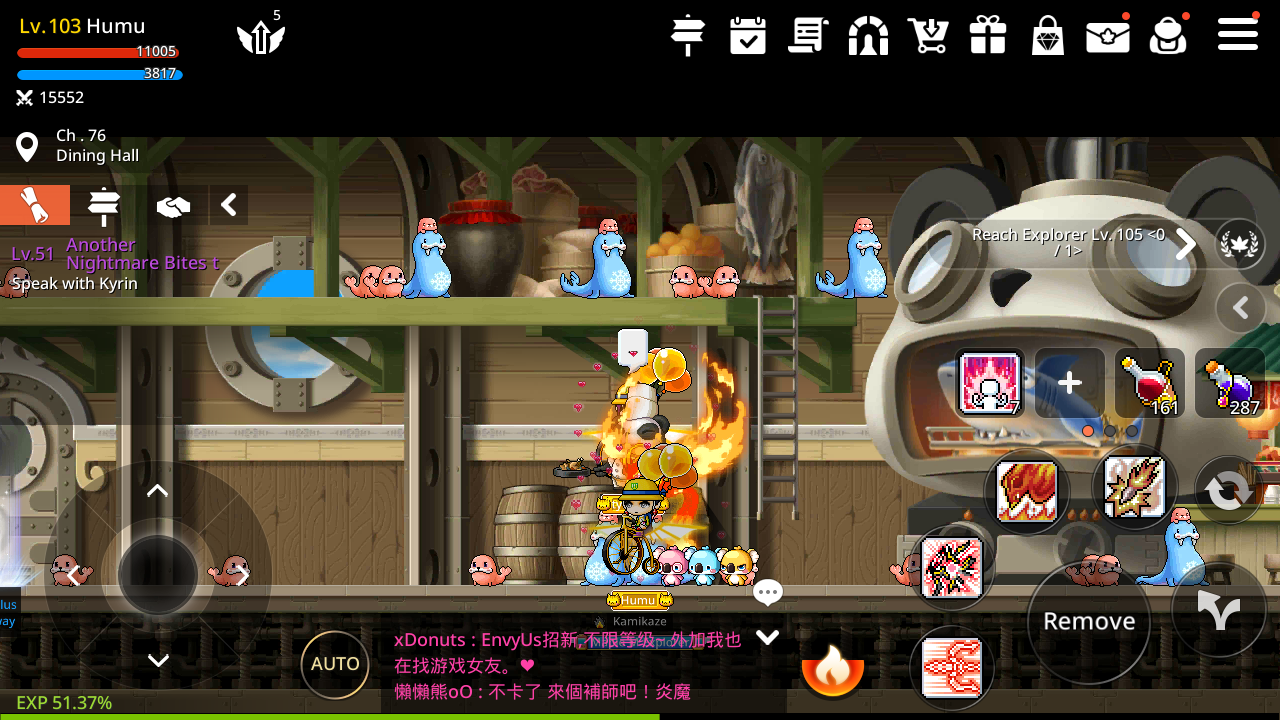 Lv.103 Humu
5
11005
3817
15552
Ch . 76
Dining Hall
Lv.51 Another
Nightmare Bites t
Speak with Kyrin
Reach Explorer Lv. 105 <0
/ 1>
7
161
287
Remove
Humu
Kamikaze
AUTO
xDonuts : EnvyUs招新 不限等级~ 外加我也
在找游戏女友。♥
懒懒熊oO : 不卡了 來個補師吧！炎魔
EXP 51.37%